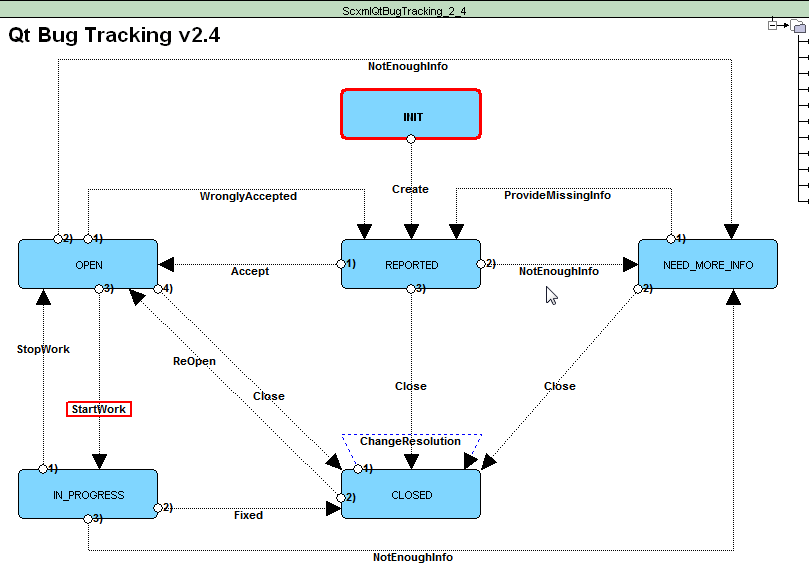 ScxmlQtBugTracking_2_4
Qt Bug Tracking v2.4
NotEnoughInfo
INIT
WronglyAccepted
Create
ProvideMissingInfo
2) 1)
1)
OPEN
Accept
1)
REPORTED
2)
NotEnoughInfo
NEED_MORE_INFO
3) 4)
3)
2)
StopWork
ReOpen
StartWork
Close
Close
Close
ChangeResolution
1)
1)
IN_PROGRESS
2)
Fixed
2)
CLOSED
3)
NotEnoughInfo